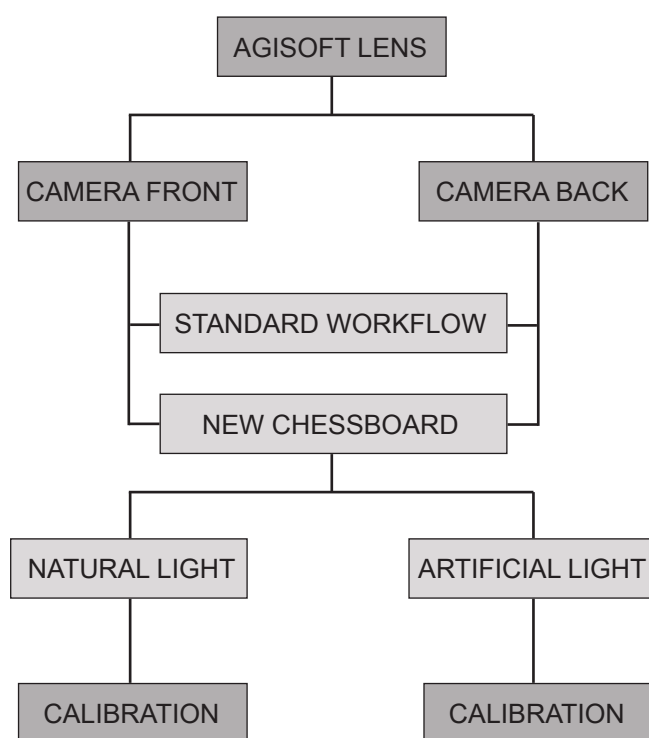 AGISOFT LENS
CAMERA FRONT
CAMERA BACK
STANDARD WORKFLOW
NEW CHESSBOARD
NATURAL LIGHT
ARTIFICIAL LIGHT
CALIBRATION
CALIBRATION